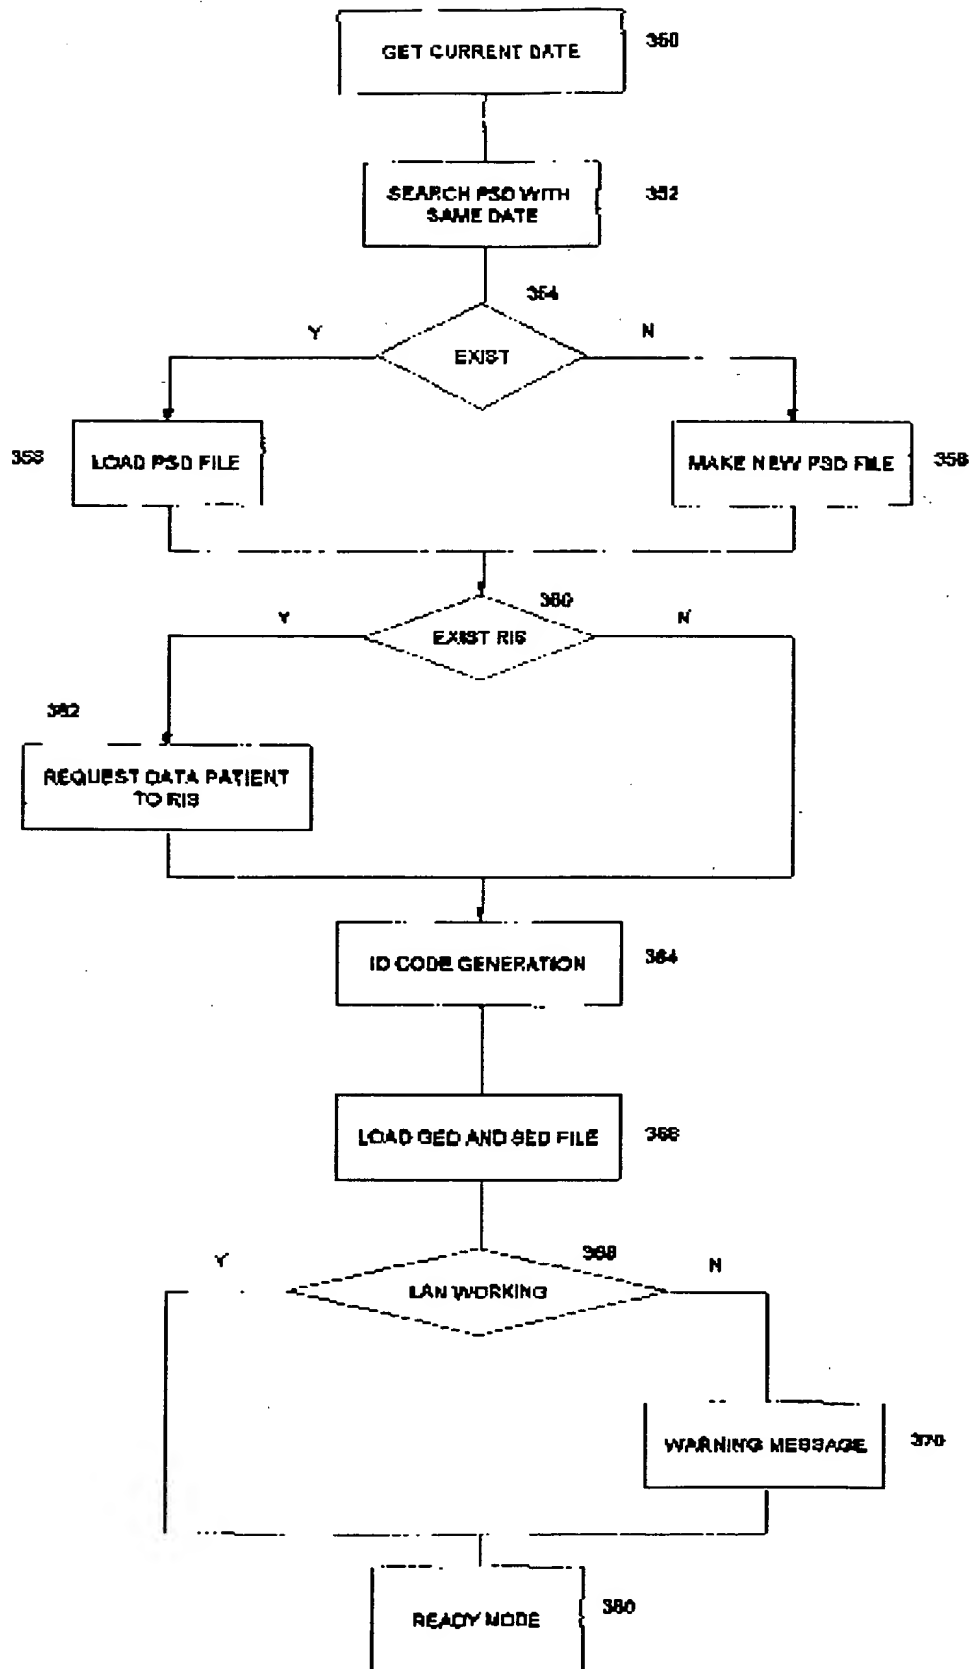 GET CURRENT DATE
350
SEARCH PSD WITH
SAME DATE
352
354
Y
N
EXIST
358
LOAD PSD FILE
MAKE NEW PSD FILE
356
360
Y
N
EXIST RIS
362
REQUEST DATA PATIENT
TO RIS
ID CODE GENERATION
364
LOAD GED AND SED FILE
366
368
Y
N
LAN WORKING
WARNING MESSAGE
370
READY MODE
380